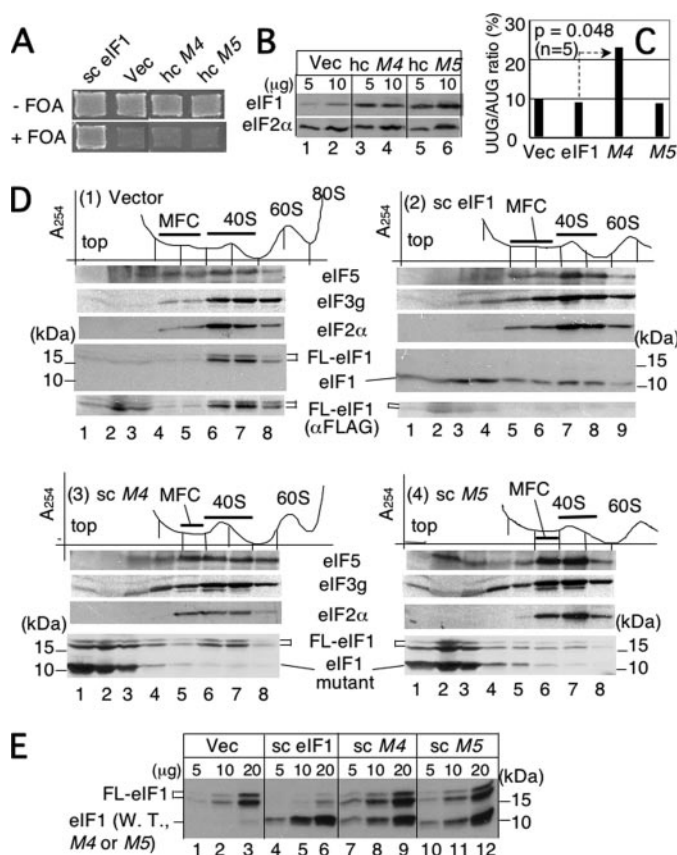 A
sc eIF1
Vec
hc M4
hc M5
- FOA
+ FOA
B
Vec hc M4 hc M5
(μg) 5 10 5 10 5 10
eIF1
eIF2α
1 2 3 4 5 6
C
UUG/AUG ratio (%)
30
20
10
0
p = 0.048
(n=5)
Vec
eIF1
M4
M5
D
(1) Vector
A254
top
MFC
40S
60S
80S
(2) sc eIF1
A254
top
MFC
40S
60S
eIF5
eIF3g
eIF2α
(kDa)
15
10
FL-eIF1
eIF1
FL-eIF1
(αFLAG)
(kDa)
15
10
1 2 3 4 5 6 7 8
1 2 3 4 5 6 7 8 9
(3) sc M4
A254
top
MFC
40S
60S
(4) sc M5
A254
top
MFC
40S
60S
eIF5
eIF3g
eIF2α
(kDa)
15
10
FL-eIF1
eIF1
mutant
(kDa)
15
10
1 2 3 4 5 6 7 8
1 2 3 4 5 6 7 8
E
Vec sc eIF1 sc M4 sc M5
(μg) 5 10 20 5 10 20 5 10 20 5 10 20 (kDa)
FL-eIF1
15
eIF1 (W. T.,
M4 or M5)
10
1 2 3 4 5 6 7 8 9 10 11 12